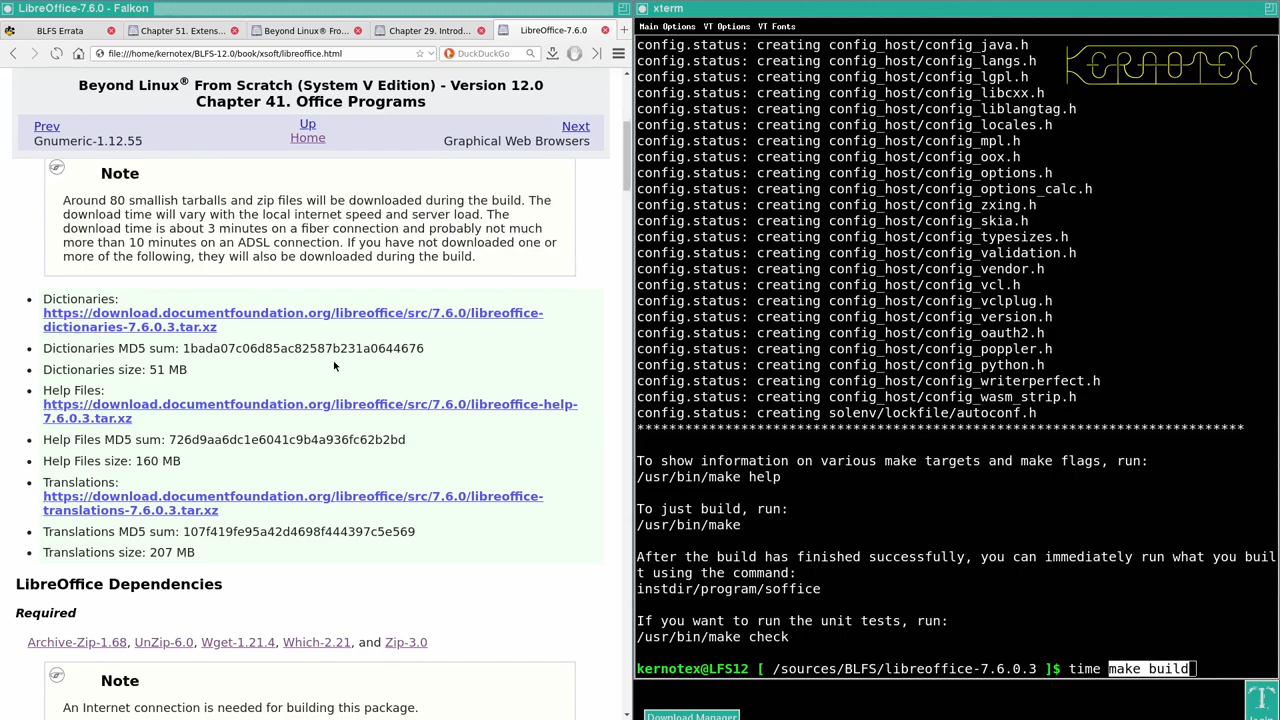 LibreOffice-7.6.0 - Falkon
BLFS Errata
Chapter 51. Extens...
Beyond Linux® Fro...
Chapter 29. Introd...
LibreOffice-7.6.0
file:///home/kernotex/BLFS-12.0/book/xsoft/libreoffice.html
DuckDuckGo
Beyond Linux® From Scratch (System V Edition) - Version 12.0
Chapter 41. Office Programs
Prev
Up
Next
Gnumeric-1.12.55
Home
Graphical Web Browsers
Note
Around 80 smallish tarballs and zip files will be downloaded during the build. The
download time will vary with the local internet speed and server load. The
download time is about 3 minutes on a fiber connection and probably not much
more than 10 minutes on an ADSL connection. If you have not downloaded one or
more of the following, they will also be downloaded during the build.
Dictionaries:
https://download.documentfoundation.org/libreoffice/src/7.6.0/libreoffice-
dictionaries-7.6.0.3.tar.xz
Dictionaries MD5 sum: 1bada07c06d85ac82587b231a0644676
Dictionaries size: 51 MB
Help Files:
https://download.documentfoundation.org/libreoffice/src/7.6.0/libreoffice-help-
7.6.0.3.tar.xz
Help Files MD5 sum: 726d9aa6dc1e6041c9b4a936fc62b2bd
Help Files size: 160 MB
Translations:
https://download.documentfoundation.org/libreoffice/src/7.6.0/libreoffice-
translations-7.6.0.3.tar.xz
Translations MD5 sum: 107f419fe95a42d4698f444397c5e569
Translations size: 207 MB
LibreOffice Dependencies
Required
Archive-Zip-1.68, UnZip-6.0, Wget-1.21.4, Which-2.21, and Zip-3.0
Note
An Internet connection is needed for building this package.
xterm
Main Options VT Options VT Fonts
KERNOTEX
config.status: creating config_host/config_java.h
config.status: creating config_host/config_langs.h
config.status: creating config_host/config_lgpl.h
config.status: creating config_host/config_libcxx.h
config.status: creating config_host/config_liblangtag.h
config.status: creating config_host/config_locales.h
config.status: creating config_host/config_mpl.h
config.status: creating config_host/config_oox.h
config.status: creating config_host/config_options.h
config.status: creating config_host/config_options_calc.h
config.status: creating config_host/config_zxing.h
config.status: creating config_host/config_skia.h
config.status: creating config_host/config_typesizes.h
config.status: creating config_host/config_validation.h
config.status: creating config_host/config_vendor.h
config.status: creating config_host/config_vcl.h
config.status: creating config_host/config_vclplug.h
config.status: creating config_host/config_version.h
config.status: creating config_host/config_oauth2.h
config.status: creating config_host/config_poppler.h
config.status: creating config_host/config_python.h
config.status: creating config_host/config_writerperfect.h
config.status: creating config_host/config_wasm_strip.h
config.status: creating solenv/lockfile/autoconf.h
****************************************************************************
To show information on various make targets and make flags, run:
/usr/bin/make help
To just build, run:
/usr/bin/make
After the build has finished successfully, you can immediately run what you buil
t using the command:
instdir/program/soffice
If you want to run the unit tests, run:
/usr/bin/make check
kernotex@LFS12 [ /sources/BLFS/libreoffice-7.6.0.3 ]$ time make build
Download Manager